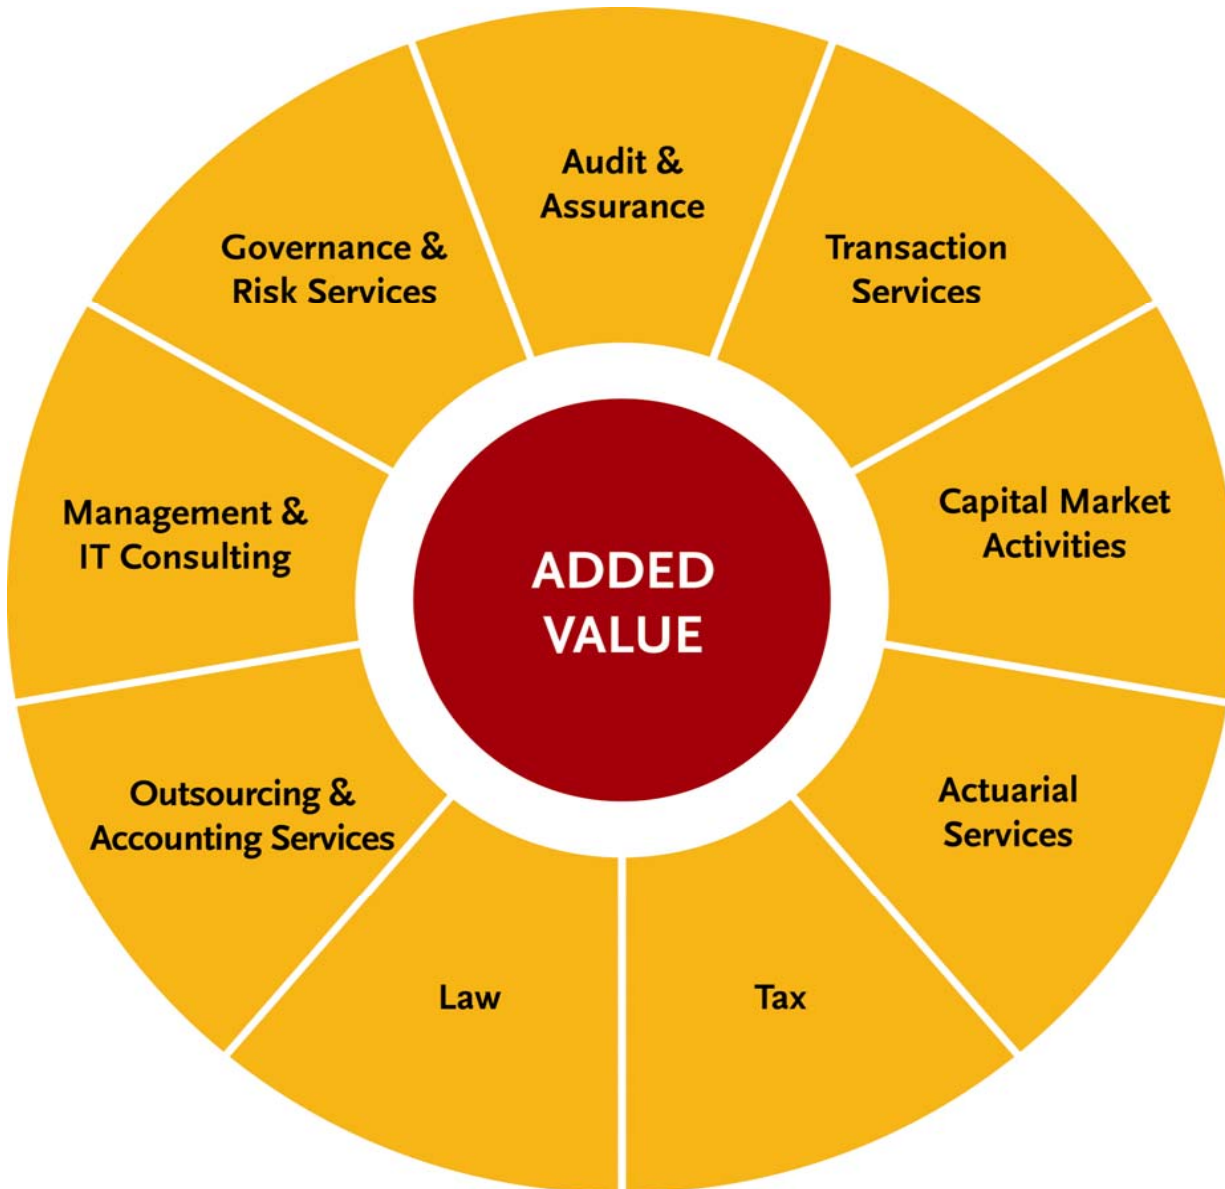 Audit &
Assurance
Transaction
Services
Capital Market
Activities
Actuarial
Services
Tax
Law
Outsourcing &
Accounting Services
Management &
IT Consulting
Governance &
Risk Services
ADDED
VALUE